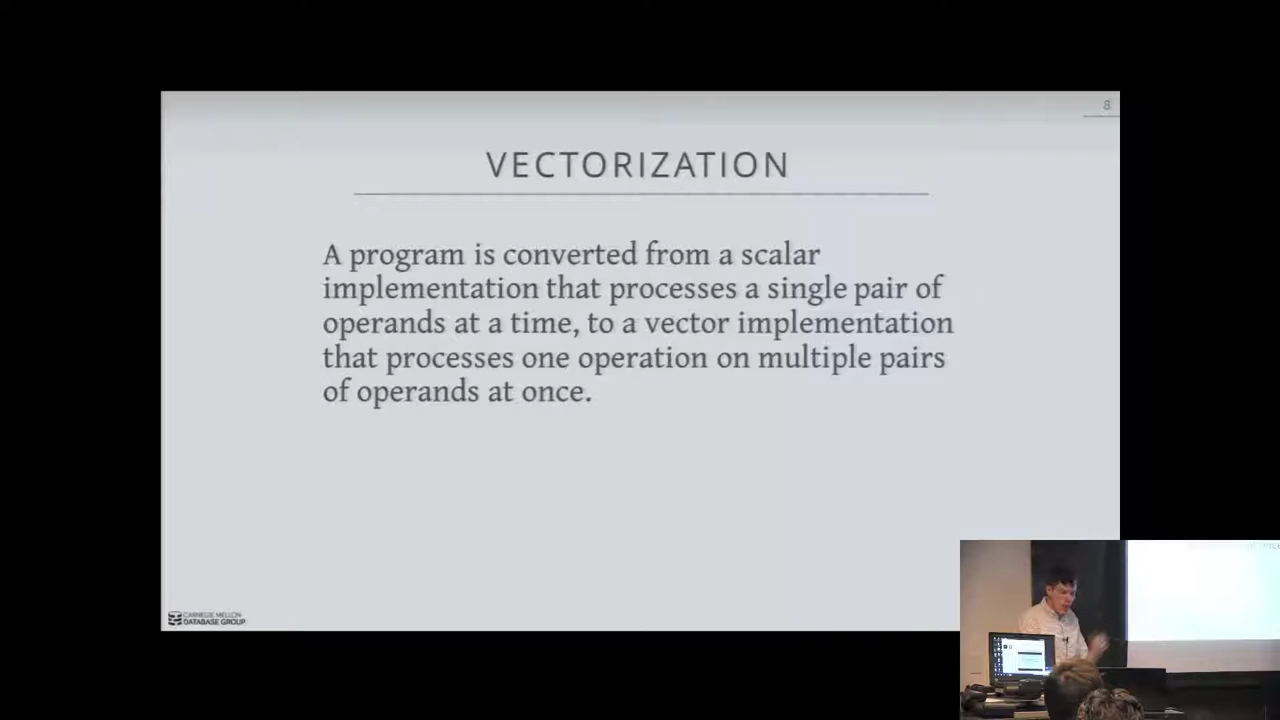 8
VECTORIZATION
A program is converted from a scalar
implementation that processes a single pair of
operands at a time, to a vector implementation
that processes one operation on multiple pairs
of operands at once.
CARNEGIE MELLON
DATABASE GROUP